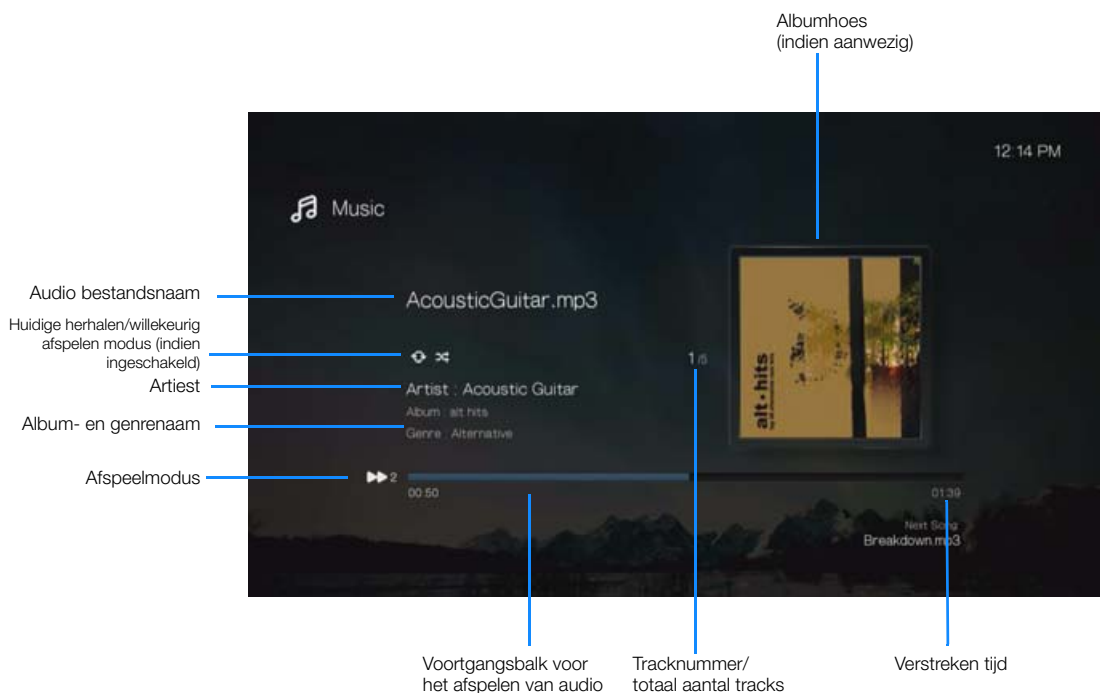 Albumhoes
(indien aanwezig)
12:14 PM
Music
Audio bestandsnaam
AcousticGuitar.mp3
Huidige herhalen/willekeurig
afspelen modus (indien
ingeschakeld)
1/5
Artiest
Artist : Acoustic Guitar
Album : alt hits
Album- en genrenaam
Genre : Alternative
alt•hits
Afspeelmodus
2
00:50
01:39
Next Song:
Breakdown.mp3
Voortgangsbalk voor
het afspelen van audio
Tracknummer/
totaal aantal tracks
Verstreken tijd